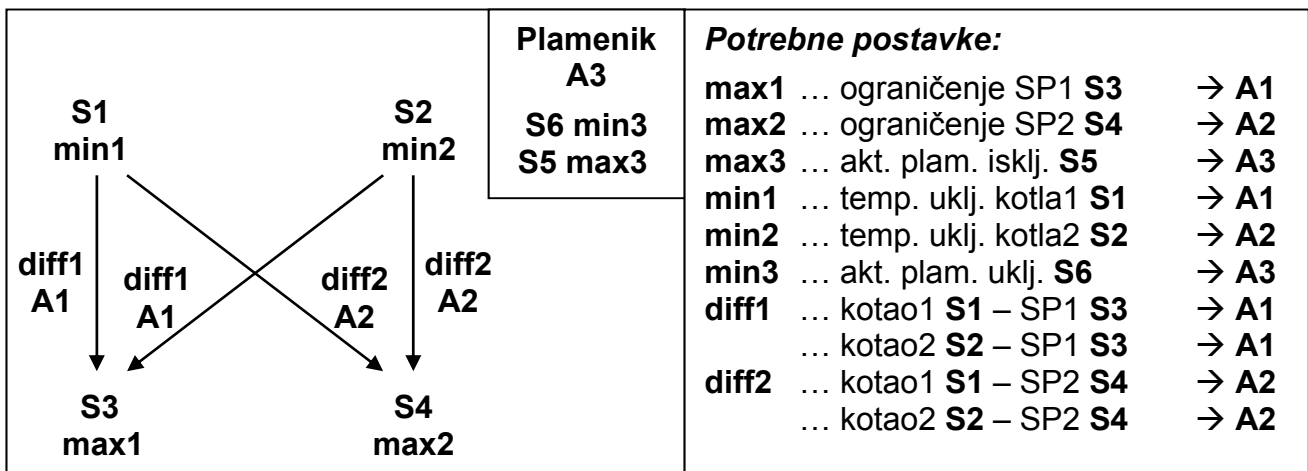 S1
min1
S2
min2
diff1
A1
diff1
A1
diff2
A2
diff2
A2
S3
max1
S4
max2
Plamenik
A3
S6 min3
S5 max3
Potrebne postavke:
max1 … ograničenje SP1 S3 → A1
max2 … ograničenje SP2 S4 → A2
max3 … akt. plam. isklj. S5 → A3
min1 … temp. uklj. kotla1 S1 → A1
min2 … temp. uklj. kotla2 S2 → A2
min3 … akt. plam. uklj. S6 → A3
diff1 … kotao1 S1 – SP1 S3 → A1
… kotao2 S2 – SP1 S3 → A1
diff2 … kotao1 S1 – SP2 S4 → A2
… kotao2 S2 – SP2 S4 → A2